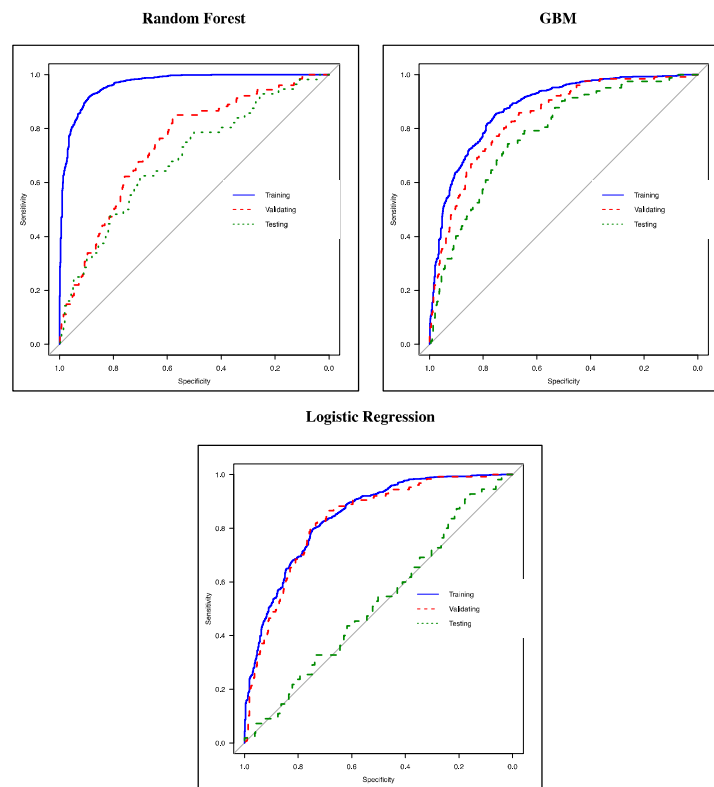 Random Forest
GBM
1.0
0.8
0.6
0.4
0.2
0.0
Sensitivity
Training
Validating
Testing
1.0
0.8
0.6
0.4
0.2
0.0
Specificity
1.0
0.8
0.6
0.4
0.2
0.0
Sensitivity
Training
Validating
Testing
1.0
0.8
0.6
0.4
0.2
0.0
Specificity
Logistic Regression
1.0
0.8
0.6
0.4
0.2
0.0
Sensitivity
Training
Validating
Testing
1.0
0.8
0.6
0.4
0.2
0.0
Specificity